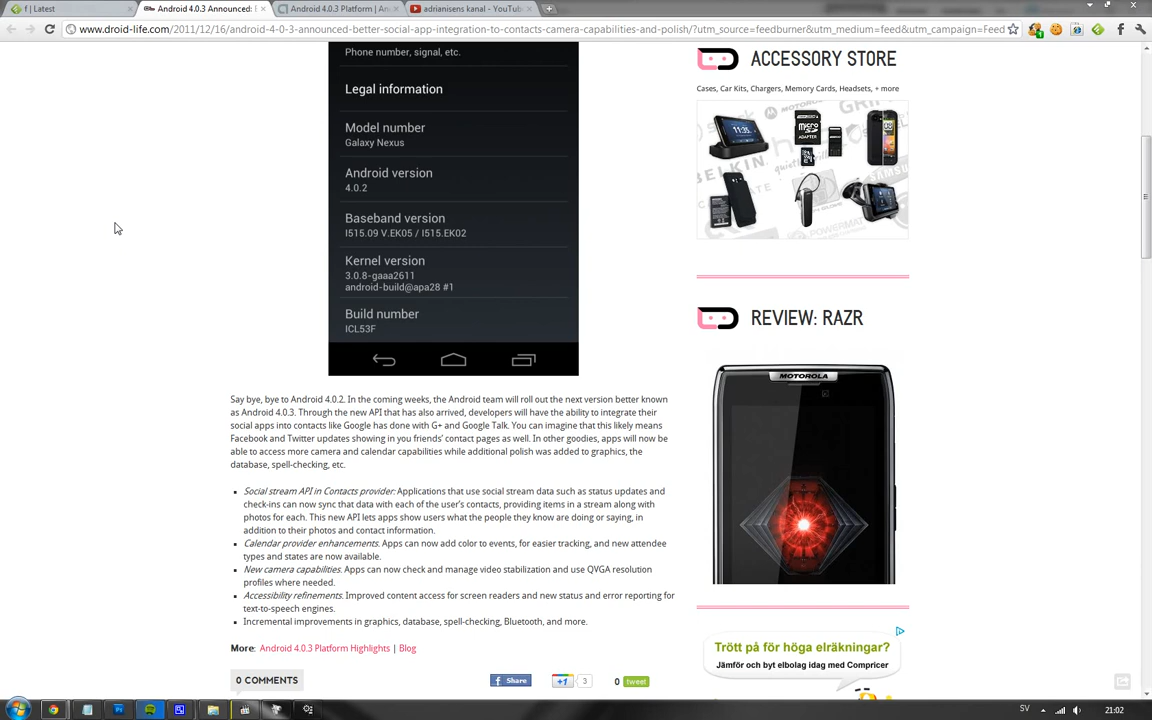 f | Latest
Android 4.0.3 Announced:
Android 4.0.3 Platform | An
adrianisens kanal - YouTub
www.droid-life.com/2011/12/16/android-4-0-3-announced-better-social-app-integration-to-contacts-camera-capabilities-and-polish/?utm_source=feedburner&utm_medium=feed&utm_campaign=Feed
Phone number, signal, etc.
Legal information
Model number
Galaxy Nexus
Android version
4.0.2
Baseband version
I515.09 V.EK05 / I515.EK02
Kernel version
3.0.8-gaaa2611
android-build@apa28 #1
Build number
ICL53F
Say bye, bye to Android 4.0.2. In the coming weeks, the Android team will roll out the next version better known
as Android 4.0.3. Through the new API that has also arrived, developers will have the ability to integrate their
social apps into contacts like Google has done with G+ and Google Talk. You can imagine that this likely means
Facebook and Twitter updates showing in you friends' contact pages as well. In other goodies, apps will now be
able to access more camera and calendar capabilities while additional polish was added to graphics, the
database, spell-checking, etc.
Social stream API in Contacts provider: Applications that use social stream data such as status updates and
check-ins can now sync that data with each of the user's contacts, providing items in a stream along with
photos for each. This new API lets apps show users what the people they know are doing or saying, in
addition to their photos and contact information.
Calendar provider enhancements. Apps can now add color to events, for easier tracking, and new attendee
types and states are now available.
New camera capabilities. Apps can now check and manage video stabilization and use QVGA resolution
profiles where needed.
Accessibility refinements. Improved content access for screen readers and new status and error reporting for
text-to-speech engines.
Incremental improvements in graphics, database, spell-checking, Bluetooth, and more.
More: Android 4.0.3 Platform Highlights | Blog
0 COMMENTS
Share
+1
3
0
tweet
ACCESSORY STORE
Cases, Car Kits, Chargers, Memory Cards, Headsets, + more
BELKIN
micro
ADAPTER
SAMSUNG
POWERMAT
REVIEW: RAZR
MOTOROLA
Trött på för höga elräkningar?
Jämför och byt elbolag idag med Compricer
SV
21:02